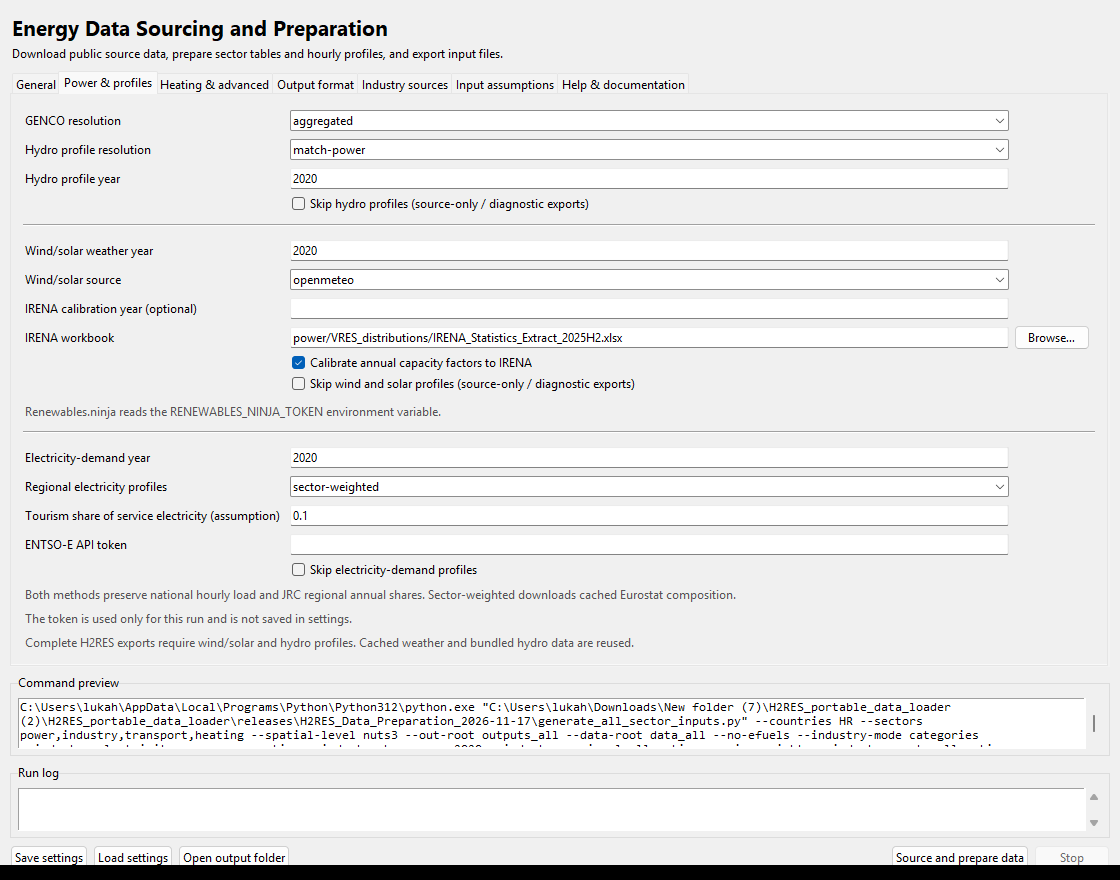 Energy Data Sourcing and Preparation
Download public source data, prepare sector tables and hourly profiles, and export input files.
General Power & profiles Heating & advanced Output format Industry sources Input assumptions Help & documentation
GENCO resolution aggregated
Hydro profile resolution match-power
Hydro profile year 2020
Skip hydro profiles (source-only / diagnostic exports)
Wind/solar weather year 2020
Wind/solar source openmeteo
IRENA calibration year (optional)
IRENA workbook power/VRES_distributions/IRENA_Statistics_Extract_2025H2.xlsx Browse...
Calibrate annual capacity factors to IRENA
Skip wind and solar profiles (source-only / diagnostic exports)
Renewables.ninja reads the RENEWABLES_NINJA_TOKEN environment variable.
Electricity-demand year 2020
Regional electricity profiles sector-weighted
Tourism share of service electricity (assumption) 0.1
ENTSO-E API token
Skip electricity-demand profiles
Both methods preserve national hourly load and JRC regional annual shares. Sector-weighted downloads cached Eurostat composition.
The token is used only for this run and is not saved in settings.
Complete H2RES exports require wind/solar and hydro profiles. Cached weather and bundled hydro data are reused.
Command preview
C:\Users\lukah\AppData\Local\Programs\Python\Python312\python.exe "C:\Users\lukah\Downloads\New folder (7)\H2RES_portable_data_loader
(2)\H2RES_portable_data_loader\releases\H2RES_Data_Preparation_2026-11-17\generate_all_sector_inputs.py" --countries HR --sectors
power,industry,transport,heating --spatial-level nuts3 --out-root outputs_all --data-root data_all --no-efuels --industry-mode categories
Run log
Save settings Load settings Open output folder Source and prepare data Stop